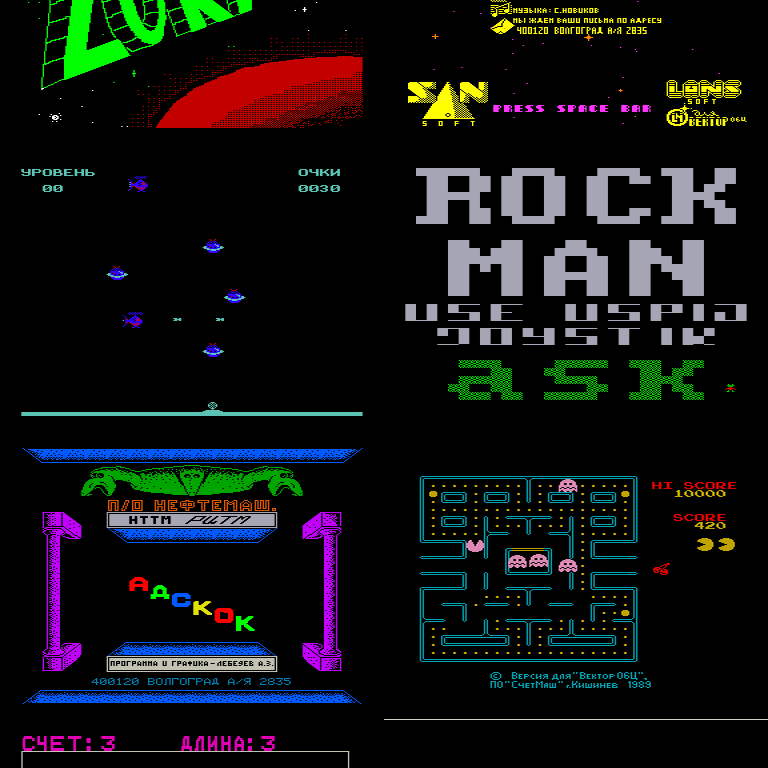 МУЗЫКА: С.НОВИКОВ
МЫ ЖДЕМ ВАШИ ПИСЬМА ПО АДРЕСУ
400120 ВОЛГОГРАД А/Я 2835
SAN
SOFT
PRESS SPACE BAR
LANS
SOFT
ВЕКТОР 06Ц
УРОВЕНЬ
00
ОЧКИ
0030
ROCK
MAN
USE USPID
JOYSTIK
ask
П/О НЕФТЕМАШ.
НТТМ РИТМ
АДСКОК
ПРОГРАММА И ГРАФИКА-ЛЕБЕДЕВ А.З.
400120 ВОЛГОГРАД А/Я 2835
HI SCORE
10000
SCORE
420
© Версия для "Вектор 06Ц".
ПО "СчетМаш" г.Кишинев 1989
СЧЕТ: 3 ДЛИНА: 3